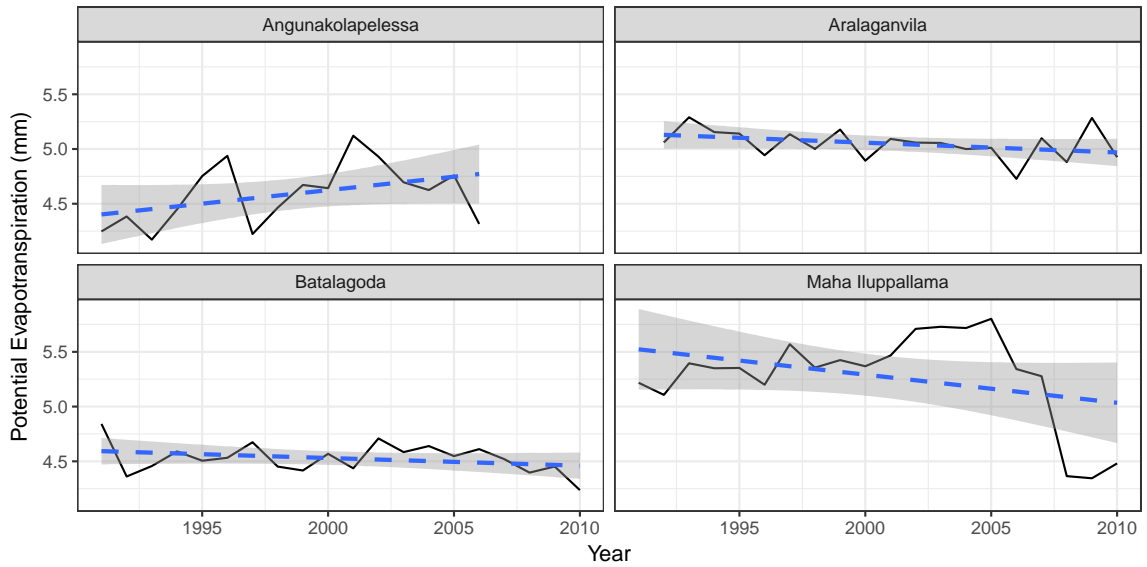 Angunakolapelessa
Aralaganvila
5.5
5.0
4.5
Batalagoda
Maha Iluppallama
5.5
5.0
4.5
Potential Evapotranspiration (mm)
1995
2000
2005
2010
1995
2000
2005
2010
Year